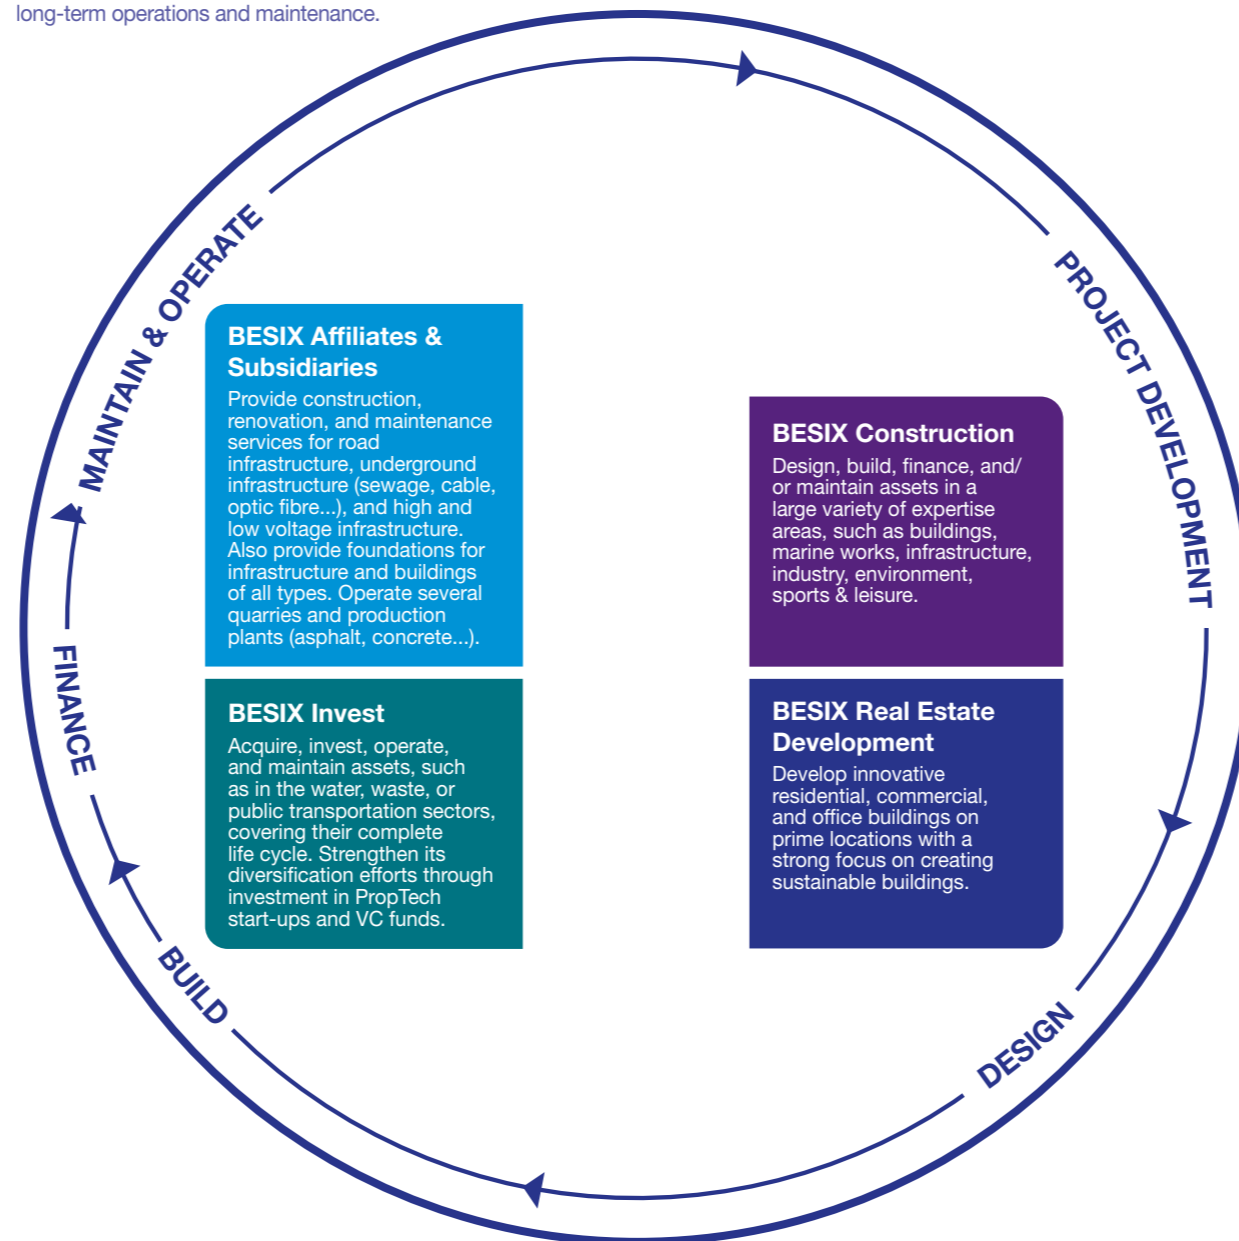 long-term operations and maintenance.
MAINTAIN & OPERATE
PROJECT DEVELOPMENT
DESIGN
BUILD
FINANCE
BESIX Affiliates &
Subsidiaries
Provide construction,
renovation, and maintenance
services for road
infrastructure, underground
infrastructure (sewage, cable,
optic fibre...), and high and
low voltage infrastructure.
Also provide foundations for
infrastructure and buildings
of all types. Operate several
quarries and production
plants (asphalt, concrete...).
BESIX Construction
Design, build, finance, and/
or maintain assets in a
large variety of expertise
areas, such as buildings,
marine works, infrastructure,
industry, environment,
sports & leisure.
BESIX Invest
Acquire, invest, operate,
and maintain assets, such
as in the water, waste, or
public transportation sectors,
covering their complete
life cycle. Strengthen its
diversification efforts through
investment in PropTech
start-ups and VC funds.
BESIX Real Estate
Development
Develop innovative
residential, commercial,
and office buildings on
prime locations with a
strong focus on creating
sustainable buildings.